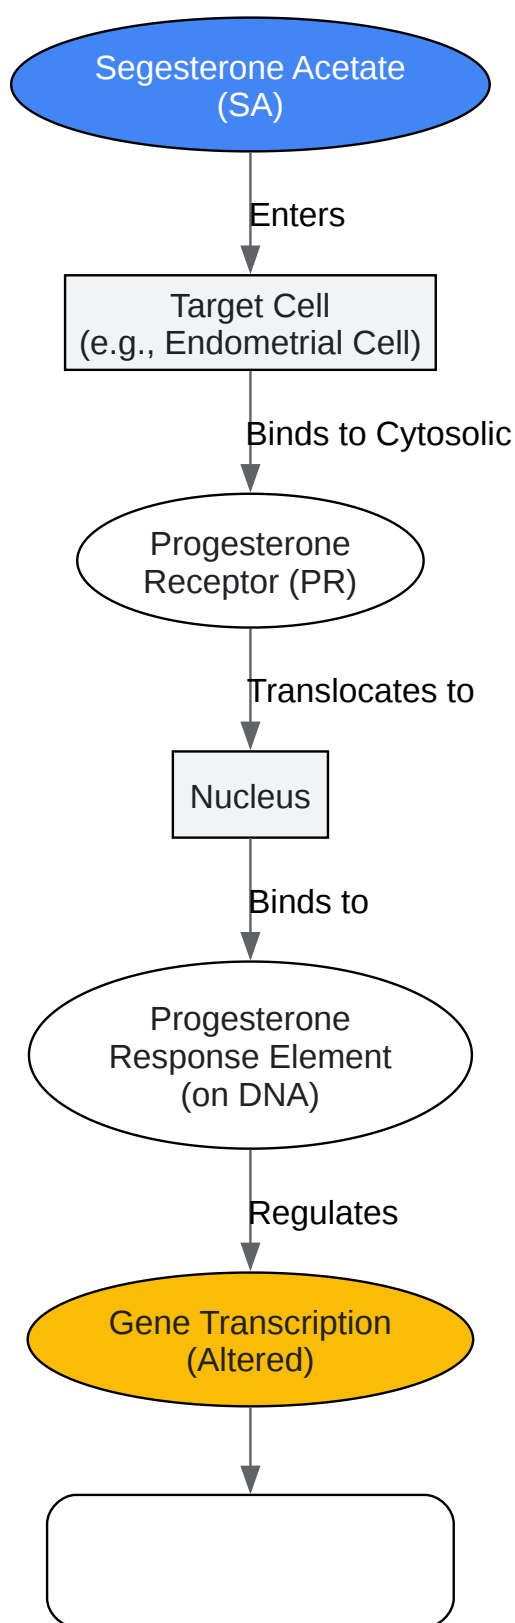 Segesterone Acetate
(SA)
Enters
Target Cell
(e.g., Endometrial Cell)
Binds to Cytosolic
Progesterone
Receptor (PR)
Translocates to
Nucleus
Binds to
Progesterone
Response Element
(on DNA)
Regulates
Gene Transcription
(Altered)